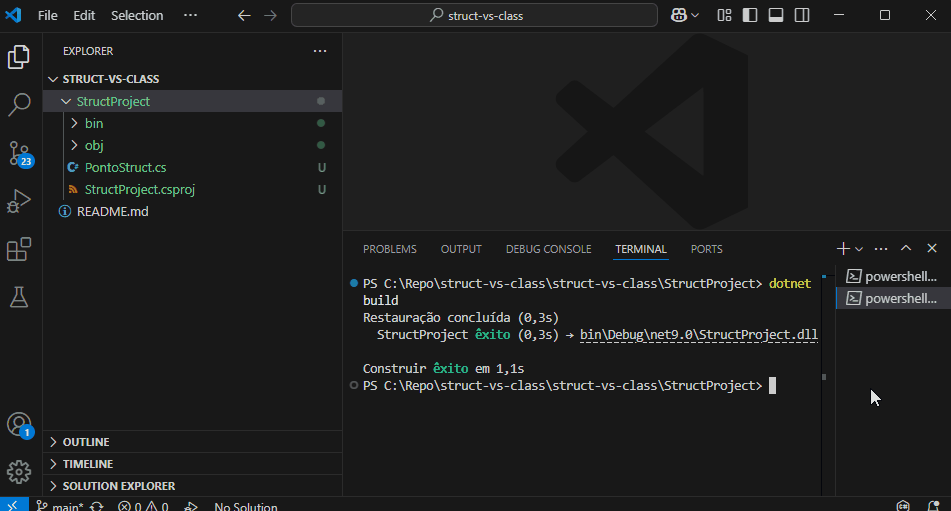 File Edit Selection ··· struct-vs-class
EXPLORER ···
STRUCT-VS-CLASS
StructProject
bin
obj
PontoStruct.cs U
StructProject.csproj U
README.md
23
1
OUTLINE
TIMELINE
SOLUTION EXPLORER
PROBLEMS OUTPUT DEBUG CONSOLE TERMINAL PORTS ···
PS C:\Repo\struct-vs-class\struct-vs-class\StructProject> dotnet
build
Restauração concluída (0,3s)
StructProject êxito (0,3s) → bin\Debug\net9.0\StructProject.dll
Construir êxito em 1,1s
PS C:\Repo\struct-vs-class\struct-vs-class\StructProject>
powershell...
powershell...
main* 0 0 No Solution